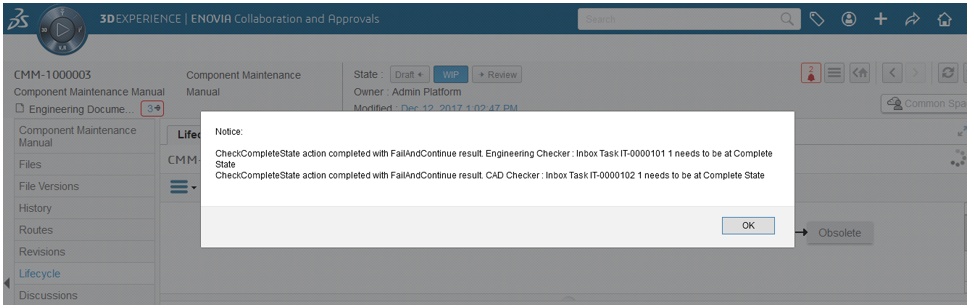 3DEXPERIENCE | ENOVIA Collaboration and Approvals
Search
CMM-1000003
Component Maintenance Manual
Engineering Docume... 3
Component Maintenance
Manual
State : Draft WIP + Review
Owner : Admin Platform
Modified : Dec 12, 2017 1:02:47 PM
2
Common Spa
Component Maintenance
Manual
Files
File Versions
History
Routes
Revisions
Lifecycle
Discussions
Lifec
CMM-
Notice:
CheckCompleteState action completed with FailAndContinue result. Engineering Checker : Inbox Task IT-0000101 1 needs to be at Complete
State
CheckCompleteState action completed with FailAndContinue result. CAD Checker : Inbox Task IT-0000102 1 needs to be at Complete State
OK
Obsolete